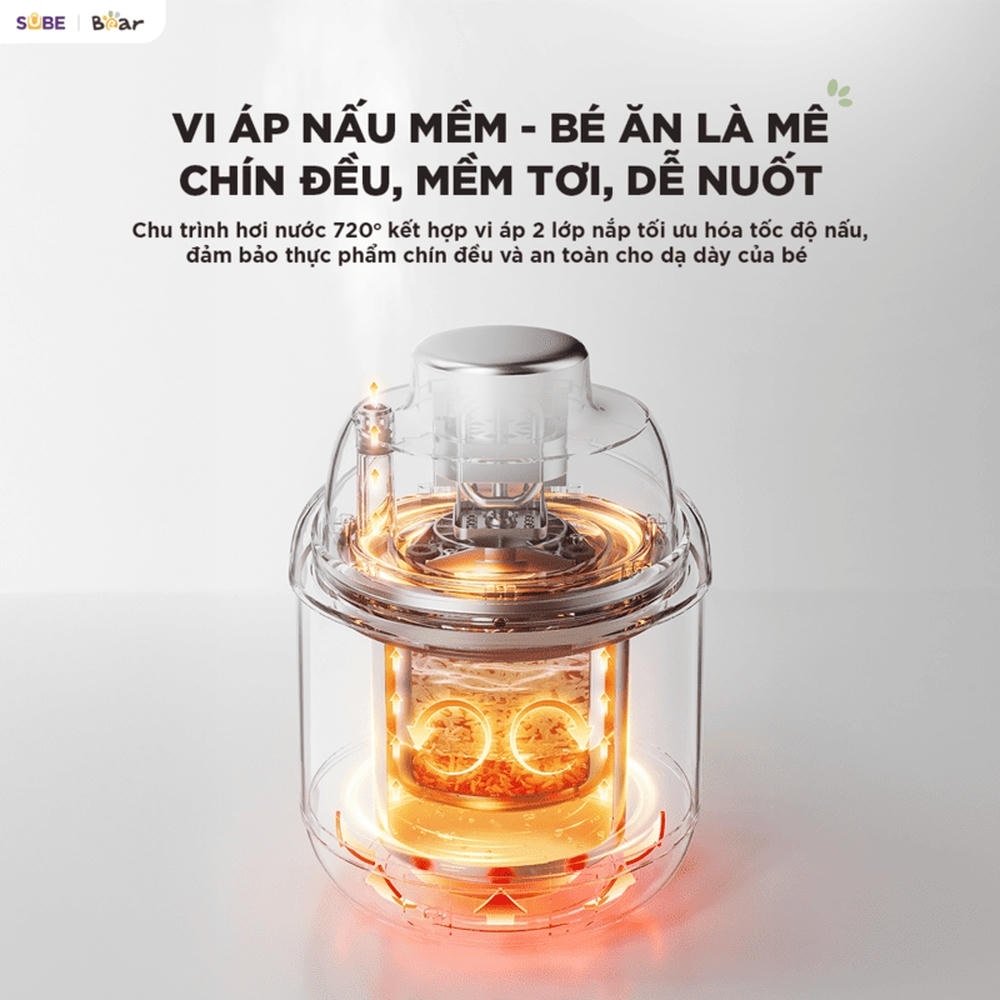 SUBE | Bear
VI ÁP NẤU MỀM - BÉ ĂN LÀ MÊ
CHÍN ĐỀU, MỀM TƠI, DỄ NUỐT
Chu trình hơi nước 720° kết hợp vi áp 2 lớp nắp tối ưu hóa tốc độ nấu,
đảm bảo thực phẩm chín đều và an toàn cho dạ dày của bé